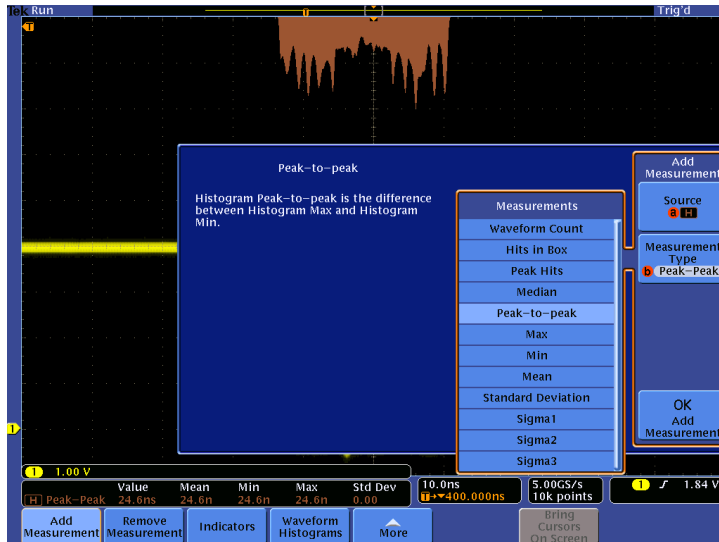 Tek Run
Trig'd
T
T
Peak-to-peak
Histogram Peak-to-peak is the difference
between Histogram Max and Histogram
Min.
Measurements
Waveform Count
Hits in Box
Peak Hits
Median
Peak-to-peak
Max
Min
Mean
Standard Deviation
Sigma1
Sigma2
Sigma3
Add
Measurement
Source
a H
Measurement
Type
b Peak-Peak
OK
Add
Measurement
1
1 1.00 V
Value Mean Min Max Std Dev
H Peak-Peak 24.6ns 24.6n 24.6n 24.6n 0.00
10.0ns
T→▼400.000ns
5.00GS/s
10k points
1 ƒ 1.84 V
Add
Measurement
Remove
Measurement
Indicators
Waveform
Histograms
More
Bring
Cursors
On Screen